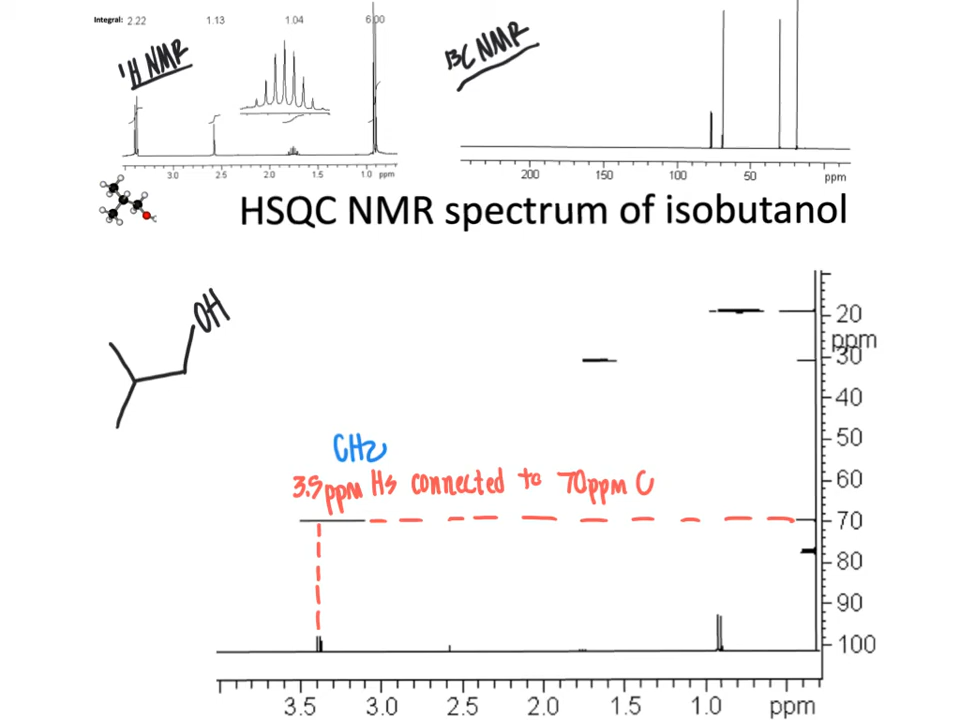 Integral: 2.22 1.13 1.04 6.00
¹H NMR
13C NMR
3.0 2.5 2.0 1.5 1.0 ppm
200 150 100 50 ppm
HSQC NMR spectrum of isobutanol
OH
20
ppm
30
40
50
60
70
80
90
100
CH2
3.5ppm Hs connected to 70ppm C
3.5 3.0 2.5 2.0 1.5 1.0 ppm